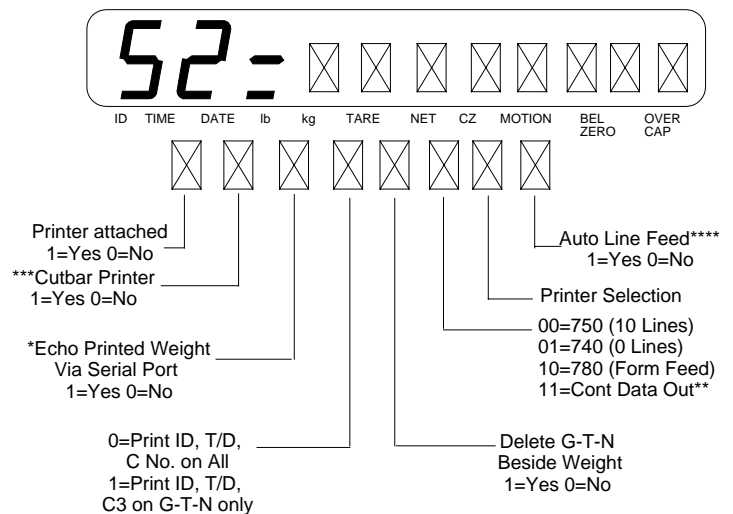 52=
ID TIME DATE lb kg TARE NET CZ MOTION BEL ZERO OVER CAP
Printer attached
1=Yes 0=No
***Cutbar Printer
1=Yes 0=No
*Echo Printed Weight
Via Serial Port
1=Yes 0=No
0=Print ID, T/D,
C No. on All
1=Print ID, T/D,
C3 on G-T-N only
Delete G-T-N
Beside Weight
1=Yes 0=No
00=750 (10 Lines)
01=740 (0 Lines)
10=780 (Form Feed)
11=Cont Data Out**
Printer Selection
Auto Line Feed****
1=Yes 0=No